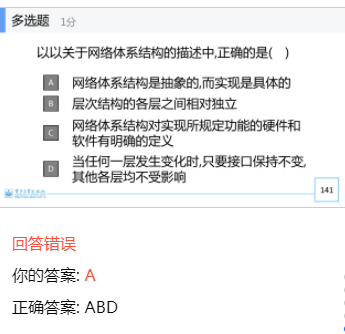 多选题 1分
以以关于网络体系结构的描述中,正确的是( )
A 网络体系结构是抽象的,而实现是具体的
B 层次结构的各层之间相对独立
C 网络体系结构对实现所规定功能的硬件和
软件有明确的定义
D 当任何一层发生变化时,只要接口保持不变,
其他各层均不受影响
141
回答错误
你的答案: A
正确答案: ABD